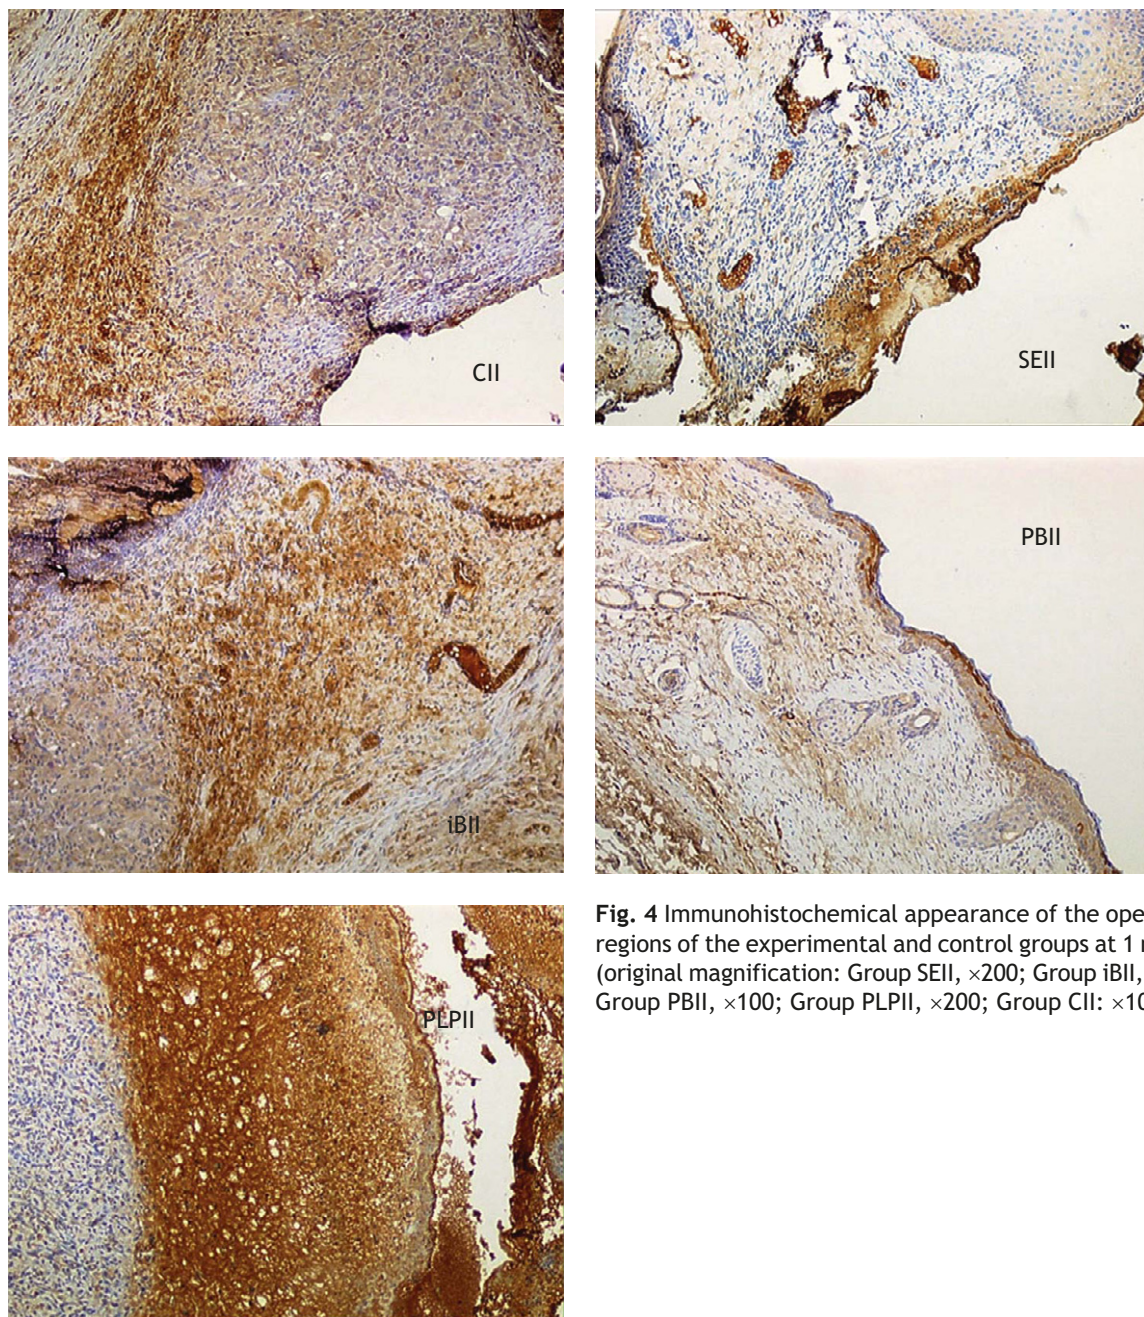 CII
SEII
iBII
PBII
PLPII
Fig. 4 Immunohistochemical appearance of the ope
regions of the experimental and control groups at 1
(original magnification: Group SEII, ×200; Group iBII,
Group PBII, ×100; Group PLPII, ×200; Group CII: ×10